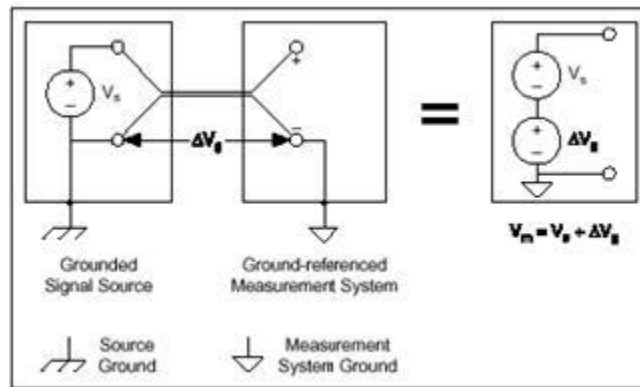 +
Vs
−
ΔVg
+
−
=
+
Vs
−
+
ΔVg
−
Vm = Vs + ΔVg
Grounded
Signal Source
Ground-referenced
Measurement System
Source
Ground
Measurement
System Ground